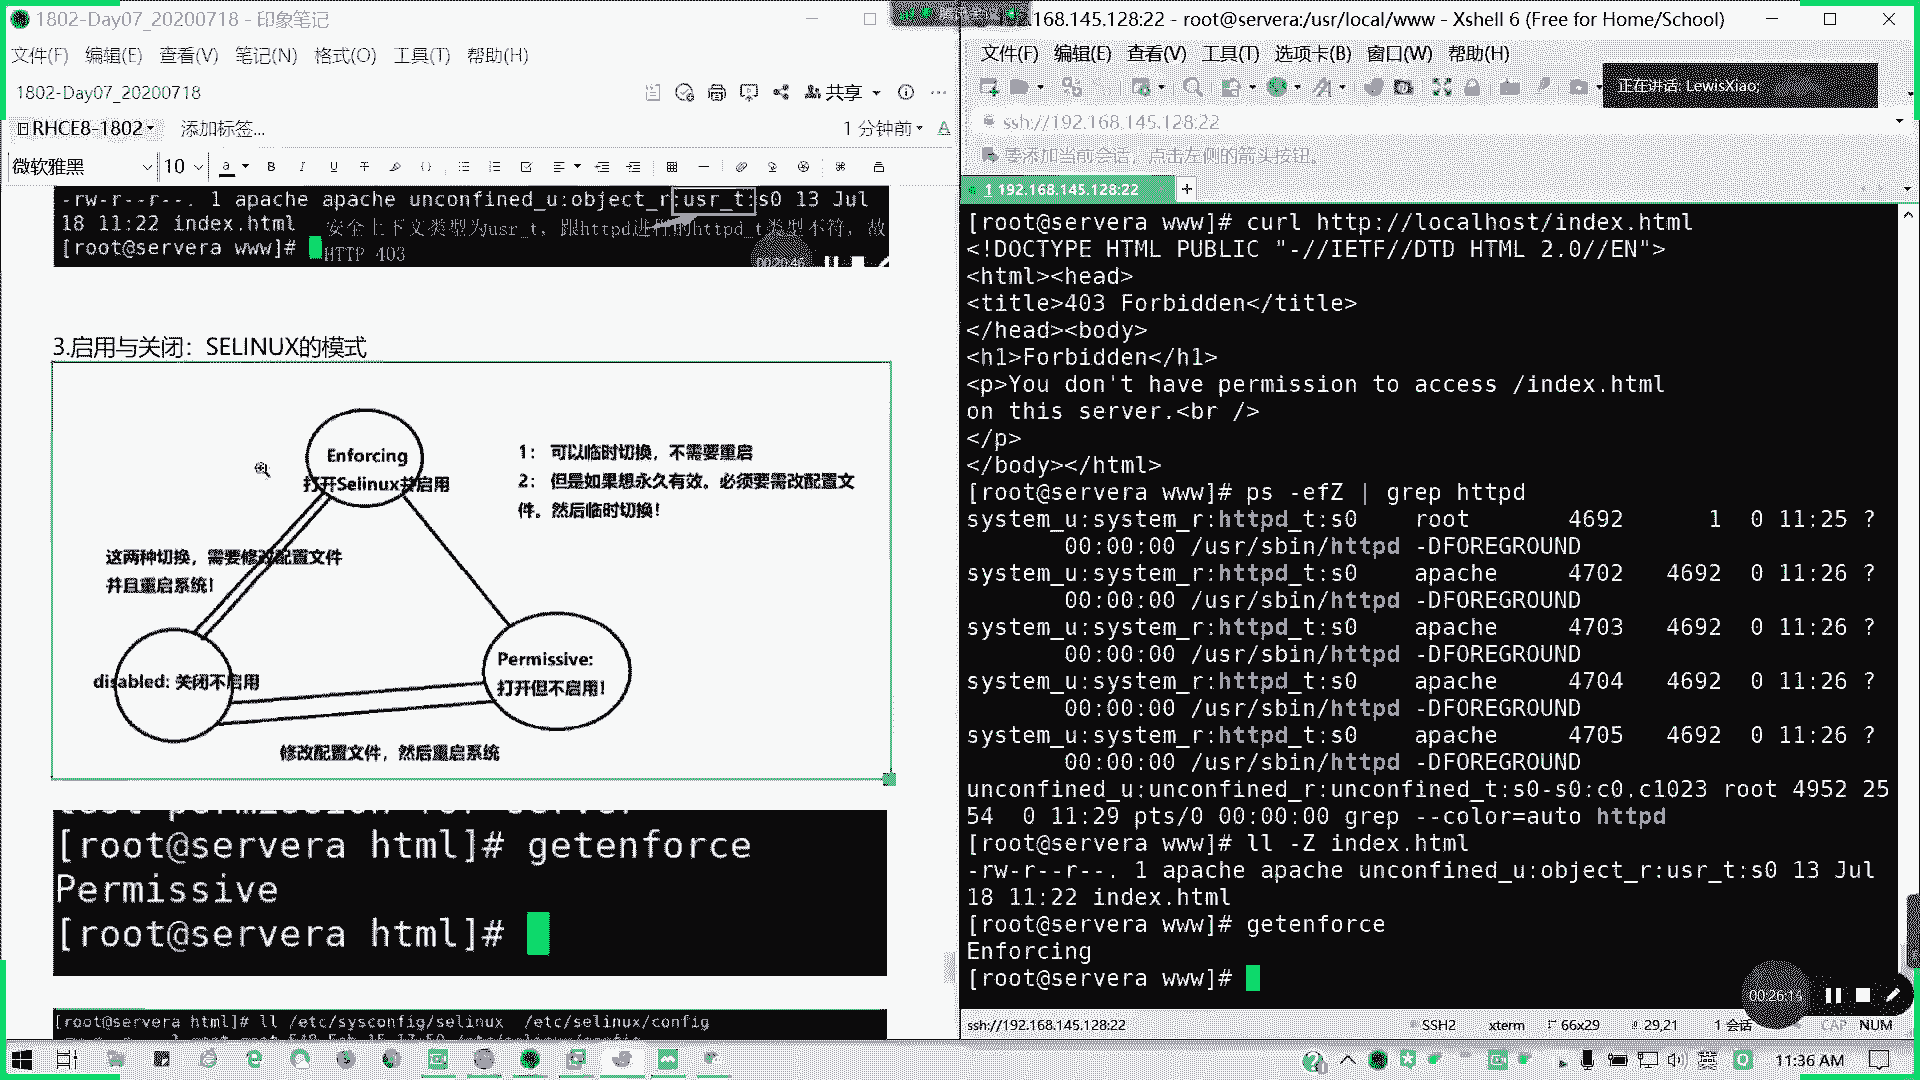 1802-Day07_20200718 - 印象笔记
文件(F) 编辑(E) 查看(V) 笔记(N) 格式(O) 工具(T) 帮助(H)
1802-Day07_20200718
共享
RHCE8-1802 添加标签...
1 分钟前
微软雅黑 10
-rw-r--r--. 1 apache apache unconfined_u:object_r:usr_t:s0 13 Jul
18 11:22 index.html
安全上下文类型为usr_t，跟httpd进程的httpd_t类型不符，故
[root@servera www]#
HTTP 403
00:20:46
3.启用与关闭：SELINUX的模式
Enforcing
打开Selinux并启用
1： 可以临时切换，不需要重启
2： 但是如果想永久有效。必须要需改配置文
件。然后临时切换！
这两种切换，需要修改配置文件
并且重启系统！
disabled: 关闭不启用
Permissive:
打开但不启用！
修改配置文件，然后重启系统
[root@servera html]# getenforce
Permissive
[root@servera html]#
[root@servera html]# ll /etc/sysconfig/selinux /etc/selinux/config
.168.145.128:22 - root@servera:/usr/local/www - Xshell 6 (Free for Home/School)
文件(F) 编辑(E) 查看(V) 工具(T) 选项卡(B) 窗口(W) 帮助(H)
正在讲话: LewisXiao;
ssh://192.168.145.128:22
要添加当前会话，点击左侧的箭头按钮。
1 192.168.145.128:22
[root@servera www]# curl http://localhost/index.html
<!DOCTYPE HTML PUBLIC "-//IETF//DTD HTML 2.0//EN">
<html><head>
<title>403 Forbidden</title>
</head><body>
<h1>Forbidden</h1>
<p>You don't have permission to access /index.html
on this server.<br />
</p>
</body></html>
[root@servera www]# ps -efZ | grep httpd
system_u:system_r:httpd_t:s0 root 4692 1 0 11:25 ?
00:00:00 /usr/sbin/httpd -DFOREGROUND
system_u:system_r:httpd_t:s0 apache 4702 4692 0 11:26 ?
00:00:00 /usr/sbin/httpd -DFOREGROUND
system_u:system_r:httpd_t:s0 apache 4703 4692 0 11:26 ?
00:00:00 /usr/sbin/httpd -DFOREGROUND
system_u:system_r:httpd_t:s0 apache 4704 4692 0 11:26 ?
00:00:00 /usr/sbin/httpd -DFOREGROUND
system_u:system_r:httpd_t:s0 apache 4705 4692 0 11:26 ?
00:00:00 /usr/sbin/httpd -DFOREGROUND
unconfined_u:unconfined_r:unconfined_t:s0-s0:c0.c1023 root 4952 25
54 0 11:29 pts/0 00:00:00 grep --color=auto httpd
[root@servera www]# ll -Z index.html
-rw-r--r--. 1 apache apache unconfined_u:object_r:usr_t:s0 13 Jul
18 11:22 index.html
[root@servera www]# getenforce
Enforcing
[root@servera www]#
00:26:14
ssh://192.168.145.128:22 SSH2 xterm 66x29 29,21 1 会话 CAP NUM
英 11:36 AM